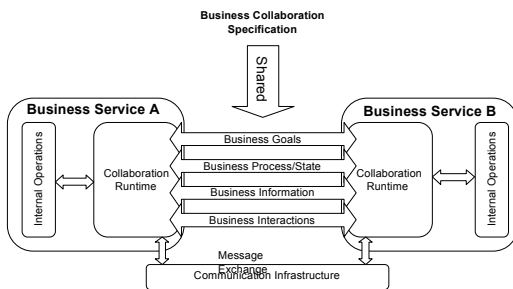 Business Collaboration
Specification
Shared
Business Service A
Business Service B
Internal Operations
Collaboration
Runtime
Business Goals
Business Process/State
Business Information
Business Interactions
Collaboration
Runtime
Internal Operations
Message
Exchange
Communication Infrastructure